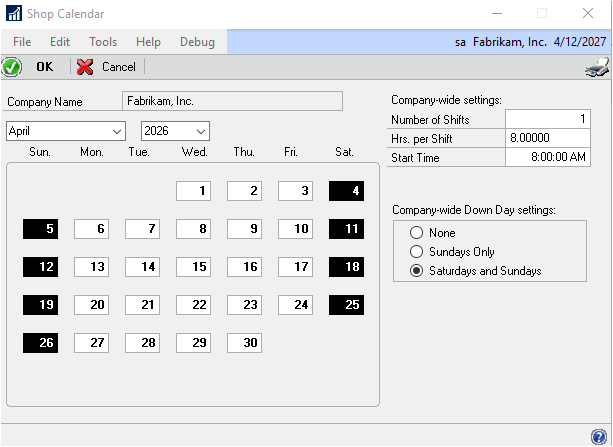 Shop Calendar
File Edit Tools Help Debug sa Fabrikam, Inc. 4/12/2027
OK Cancel
Company Name Fabrikam, Inc.
April 2026
Sun. Mon. Tue. Wed. Thu. Fri. Sat.
1 2 3 4
5 6 7 8 9 10 11
12 13 14 15 16 17 18
19 20 21 22 23 24 25
26 27 28 29 30
Company-wide settings:
Number of Shifts 1
Hrs. per Shift 8.00000
Start Time 8:00:00 AM
Company-wide Down Day settings:
None
Sundays Only
Saturdays and Sundays